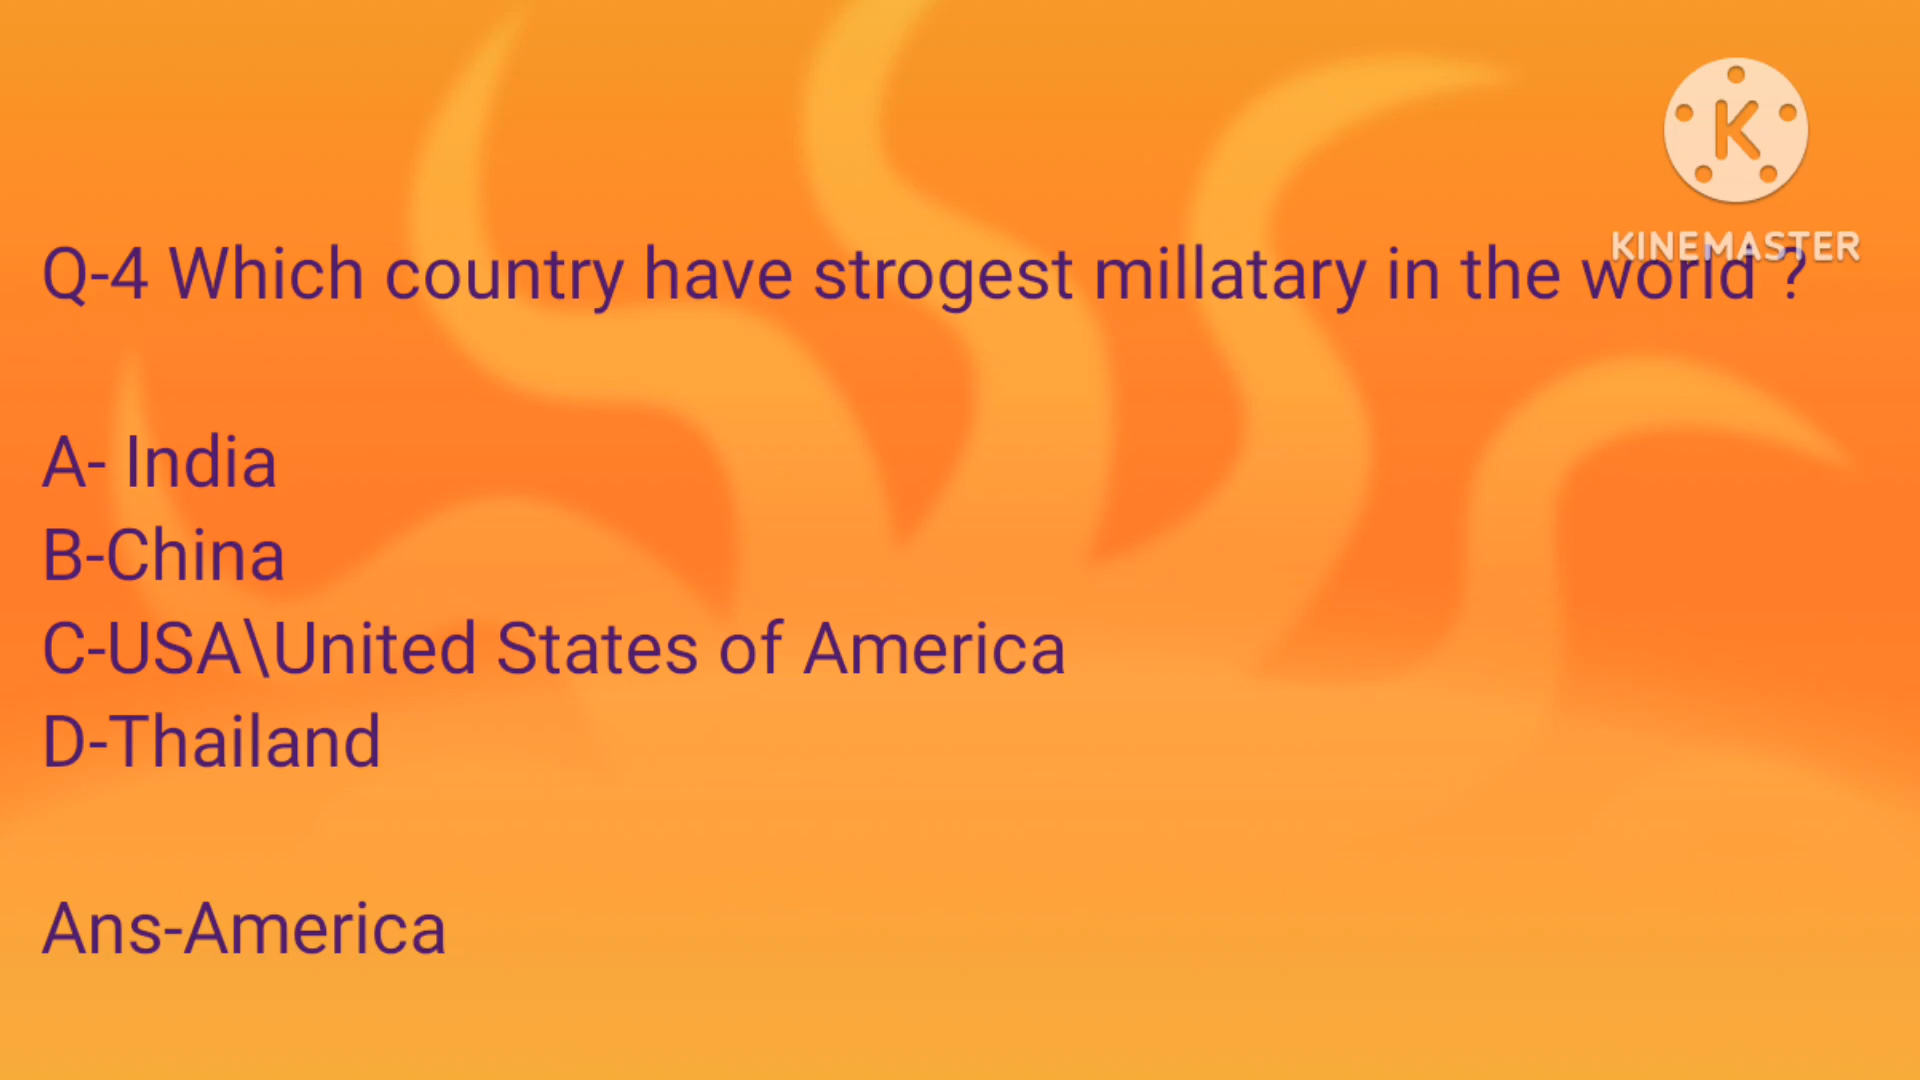 K
KINEMASTER
Q-4 Which country have strogest millatary in the world ?
A- India
B-China
C-USA\United States of America
D-Thailand
Ans-America